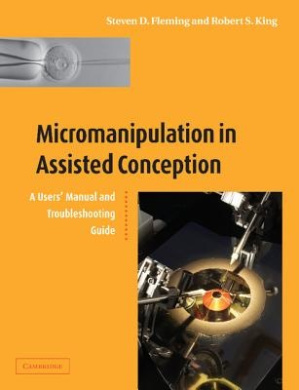 Steven D. Fleming and Robert S. King
Micromanipulation in
Assisted Conception
A Users' Manual and
Troubleshooting
Guide
CAMBRIDGE